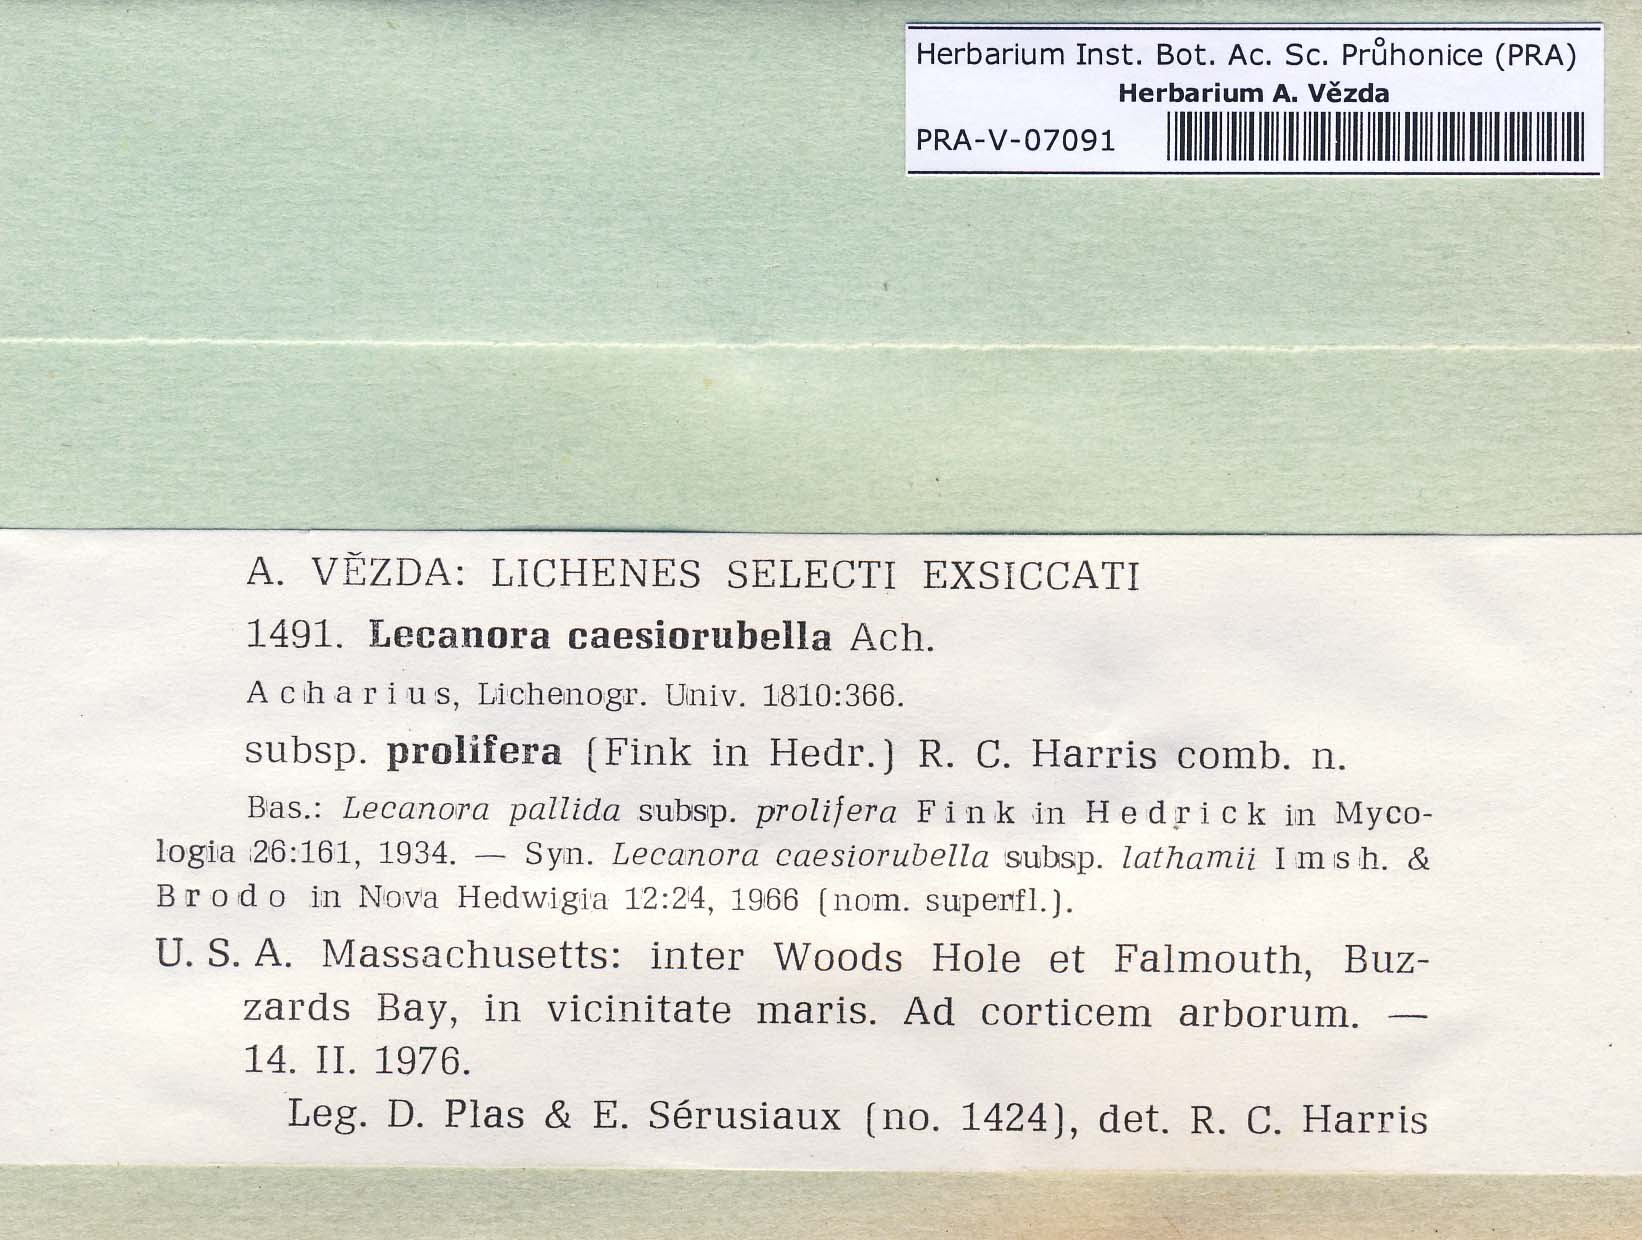 Herbarium Inst. Bot. Ac. Sc. Průhonice (PRA)
Herbarium A. Vězda
PRA-V-07091
A. VĚZDA: LICHENES SELECTI EXSICCATI
1491. Lecanora caesiorubella Ach.
Acharius, Lichenogr. Univ. 1810:366.
subsp. prolifera (Fink in Hedr.) R. C. Harris comb. n.
Bas.: Lecanora pallida subsp. prolifera Fink in Hedrick in Myco-
logia 26:161, 1934. — Syn. Lecanora caesiorubella subsp. lathamii Imsh. &
Brodo in Nova Hedwigia 12:24, 1966 (nom. superfl.).
U. S. A. Massachusetts: inter Woods Hole et Falmouth, Buz-
zards Bay, in vicinitate maris. Ad corticem arborum. —
14. II. 1976.
Leg. D. Plas & E. Sérusiaux (no. 1424), det. R. C. Harris